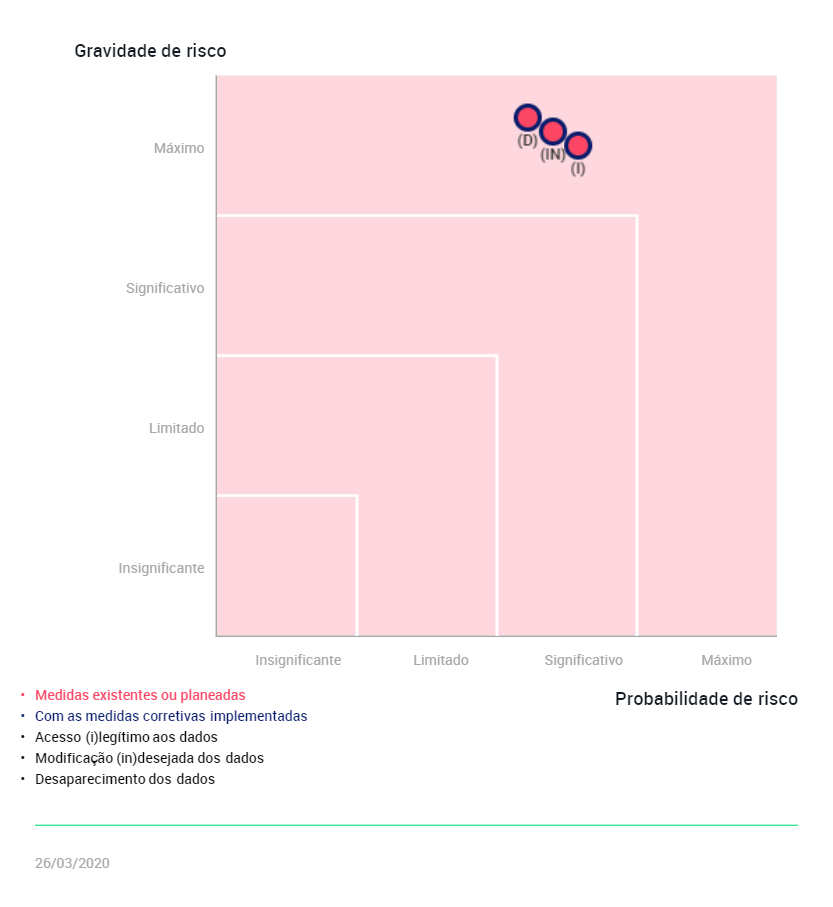 Gravidade de risco
Máximo
(D)
(IN)
(I)
Significativo
Limitado
Insignificante
Insignificante Limitado Significativo Máximo
Probabilidade de risco
• Medidas existentes ou planeadas
• Com as medidas corretivas implementadas
• Acesso (i)legítimo aos dados
• Modificação (in)desejada dos dados
• Desaparecimento dos dados
26/03/2020